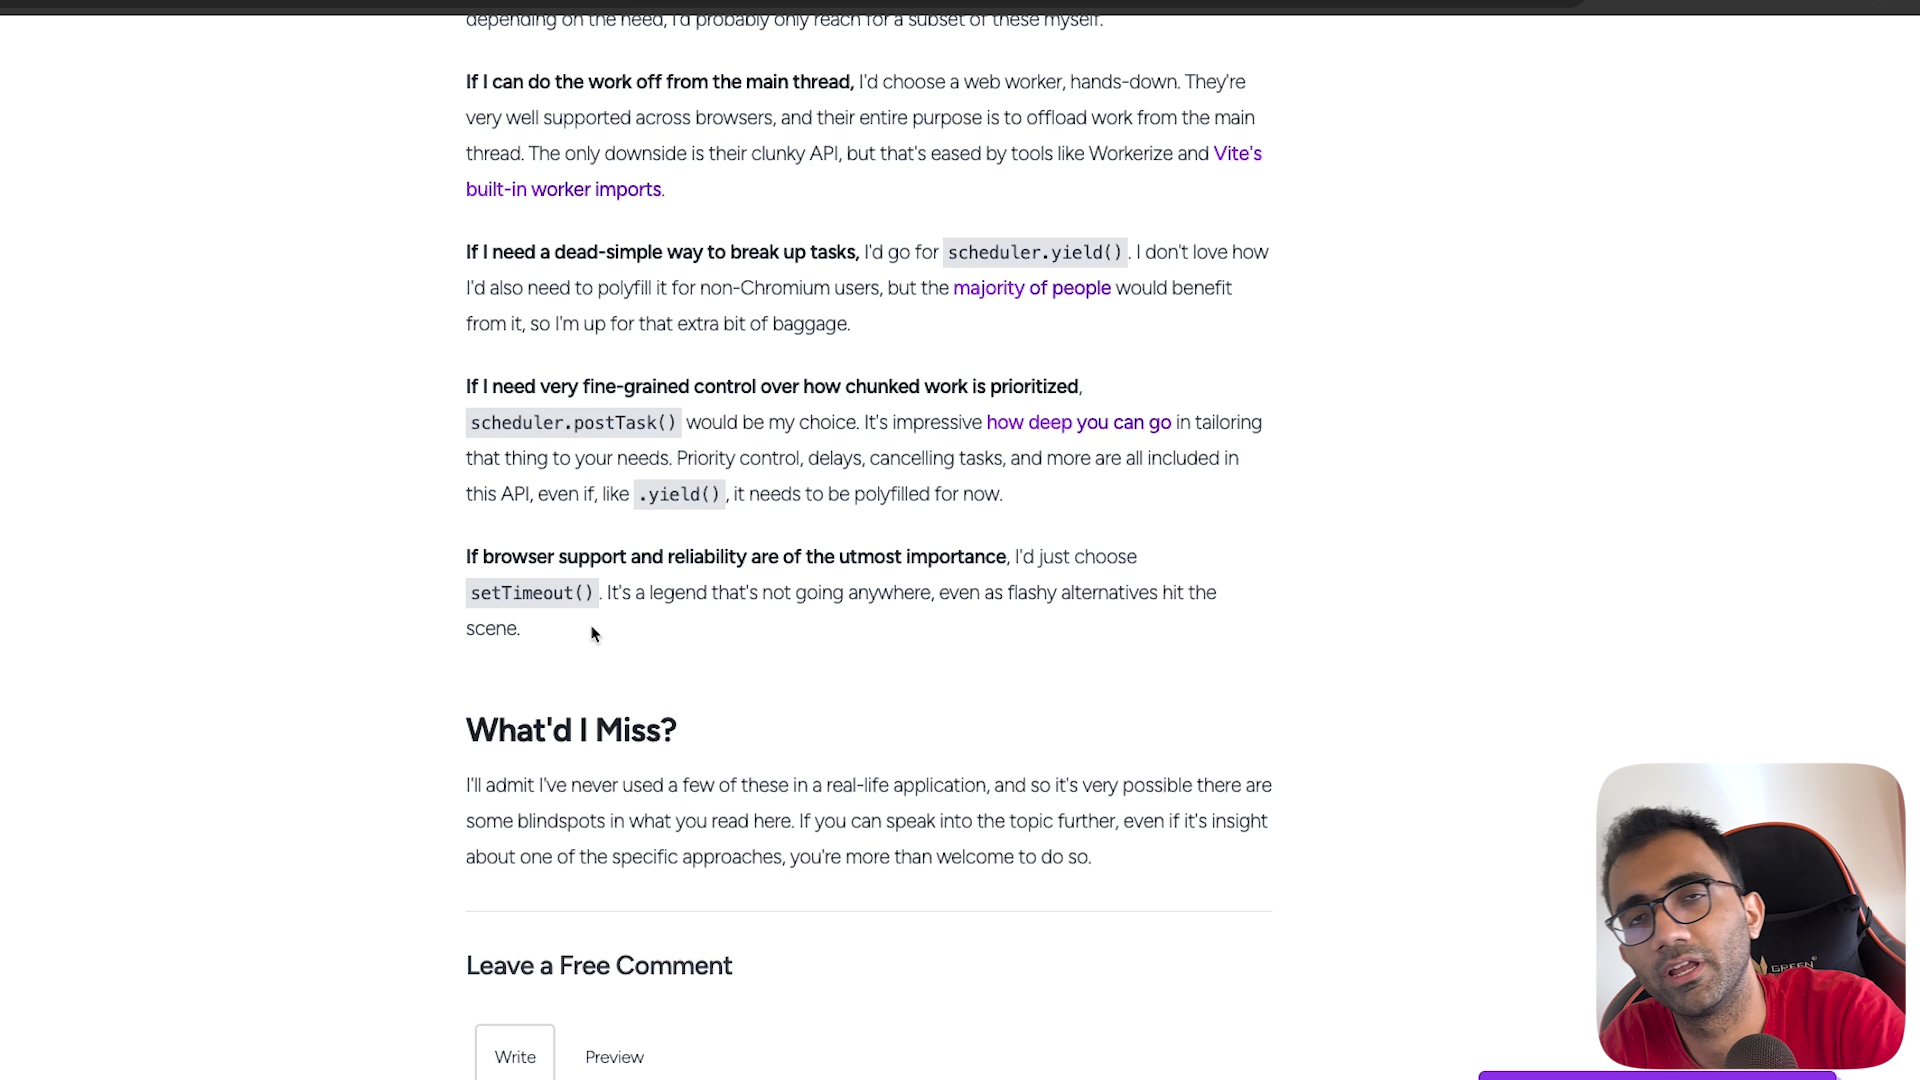 depending on the need, I'd probably only reach for a subset of these myself.
If I can do the work off from the main thread, I'd choose a web worker, hands-down. They're
very well supported across browsers, and their entire purpose is to offload work from the main
thread. The only downside is their clunky API, but that's eased by tools like Workerize and Vite's
built-in worker imports.
If I need a dead-simple way to break up tasks, I'd go for scheduler.yield() . I don't love how
I'd also need to polyfill it for non-Chromium users, but the majority of people would benefit
from it, so I'm up for that extra bit of baggage.
If I need very fine-grained control over how chunked work is prioritized,
scheduler.postTask() would be my choice. It's impressive how deep you can go in tailoring
that thing to your needs. Priority control, delays, cancelling tasks, and more are all included in
this API, even if, like .yield() , it needs to be polyfilled for now.
If browser support and reliability are of the utmost importance, I'd just choose
setTimeout() . It's a legend that's not going anywhere, even as flashy alternatives hit the
scene.
What'd I Miss?
I'll admit I've never used a few of these in a real-life application, and so it's very possible there are
some blindspots in what you read here. If you can speak into the topic further, even if it's insight
about one of the specific approaches, you're more than welcome to do so.
Leave a Free Comment
Write
Preview
GREEN